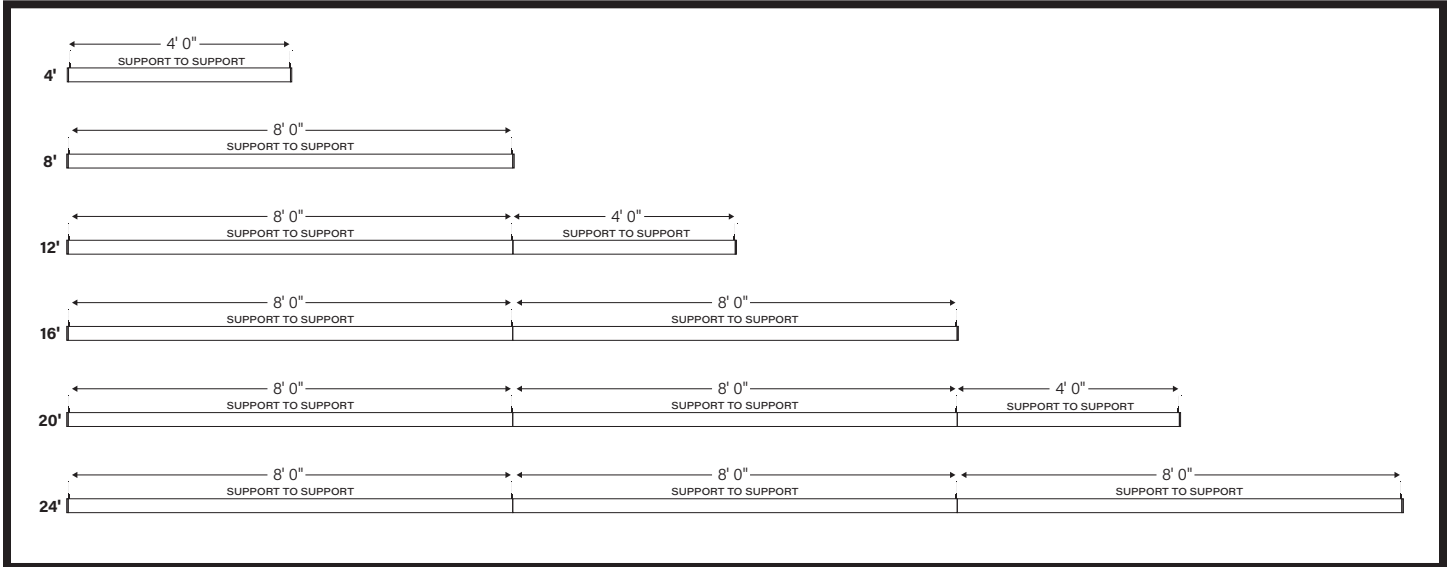 4' 0"
SUPPORT TO SUPPORT
4'
8' 0"
SUPPORT TO SUPPORT
8'
8' 0" 4' 0"
SUPPORT TO SUPPORT SUPPORT TO SUPPORT
12'
8' 0" 8' 0"
SUPPORT TO SUPPORT SUPPORT TO SUPPORT
16'
8' 0" 8' 0" 4' 0"
SUPPORT TO SUPPORT SUPPORT TO SUPPORT SUPPORT TO SUPPORT
20'
8' 0" 8' 0" 8' 0"
SUPPORT TO SUPPORT SUPPORT TO SUPPORT SUPPORT TO SUPPORT
24'